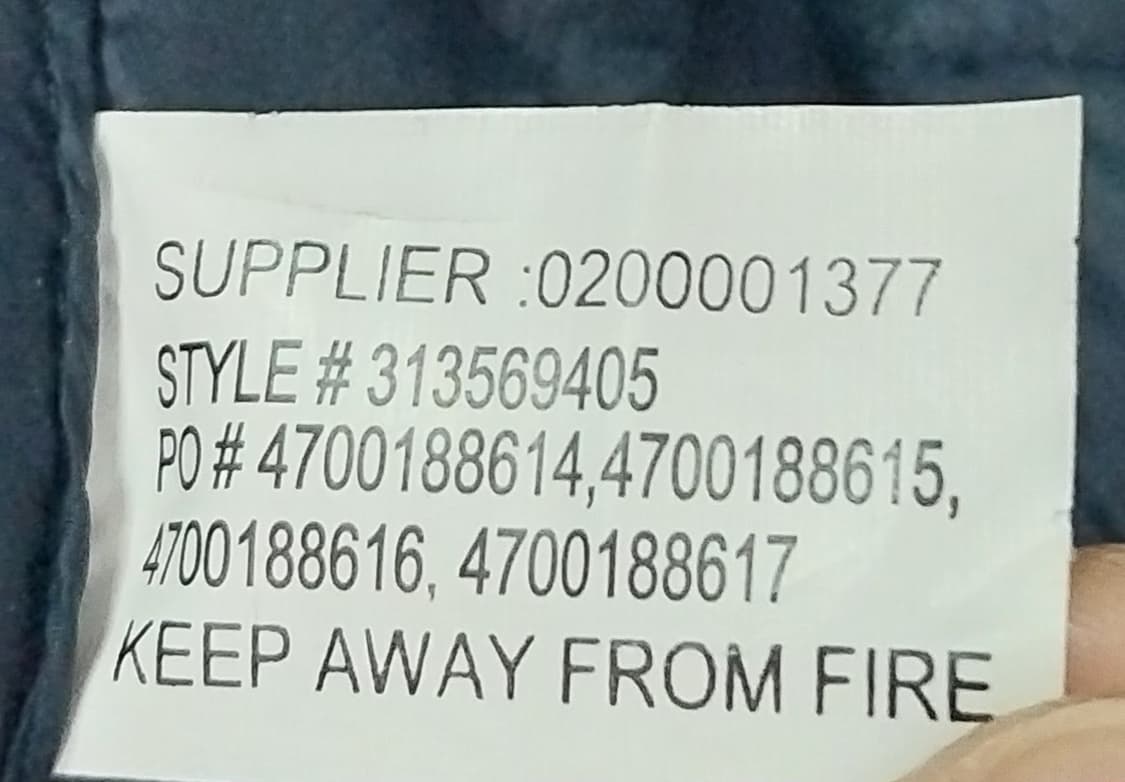 SUPPLIER :0200001377
STYLE # 313569405
PO # 4700188614,4700188615,
4700188616, 4700188617
KEEP AWAY FROM FIRE